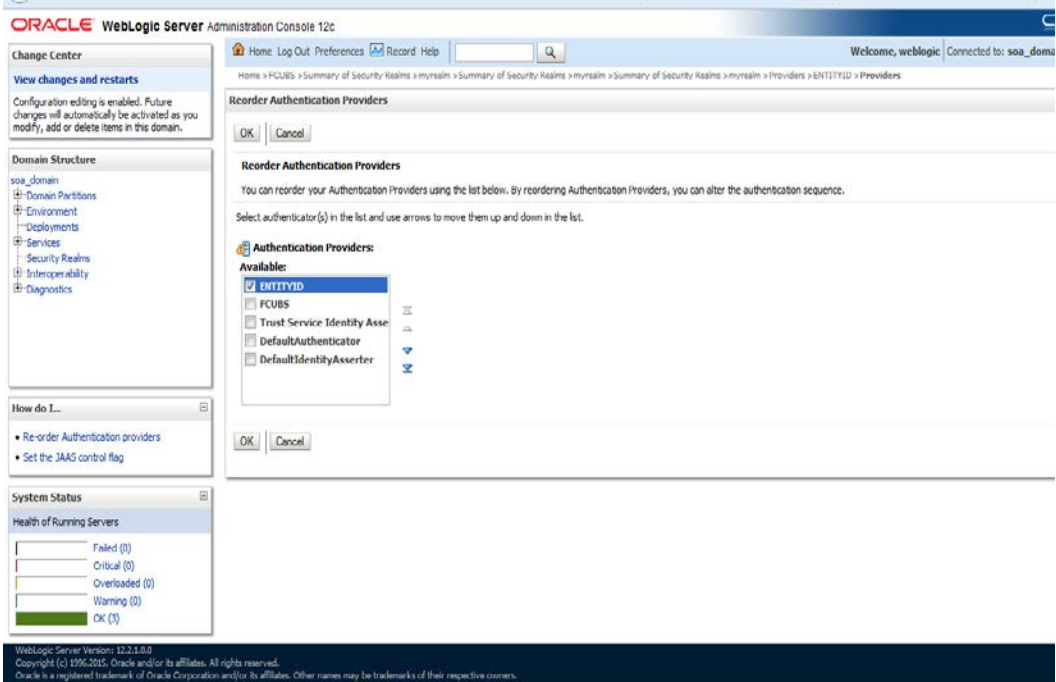 ORACLE WebLogic Server Administration Console 12c
Change Center
View changes and restarts
Configuration editing is enabled. Future
changes will automatically be activated as you
modify, add or delete items in this domain.
Domain Structure
soa_domain
Domain Partitions
Environment
Deployments
Services
Security Realms
Interoperability
Diagnostics
How do I...
Re-order Authentication providers
Set the JAAS control flag
System Status
Health of Running Servers
Failed (0)
Critical (0)
Overloaded (0)
Warning (0)
OK (3)
Home Log Out Preferences Record Help
Welcome, weblogic Connected to: soa_doma
Home >FCUBS >Summary of Security Realms >myrealm >Summary of Security Realms >myrealm >Summary of Security Realms >myrealm >Providers >ENTITYID >Providers
Reorder Authentication Providers
OK Cancel
Reorder Authentication Providers
You can reorder your Authentication Providers using the list below. By reordering Authentication Providers, you can alter the authentication sequence.
Select authenticator(s) in the list and use arrows to move them up and down in the list.
Authentication Providers:
Available:
ENTITYID
FCUBS
Trust Service Identity Asse
DefaultAuthenticator
DefaultIdentityAsserter
OK Cancel
WebLogic Server Version: 12.2.1.0.0
Copyright (c) 1996,2015, Oracle and/or its affiliates. All rights reserved.
Oracle is a registered trademark of Oracle Corporation and/or its affiliates. Other names may be trademarks of their respective owners.